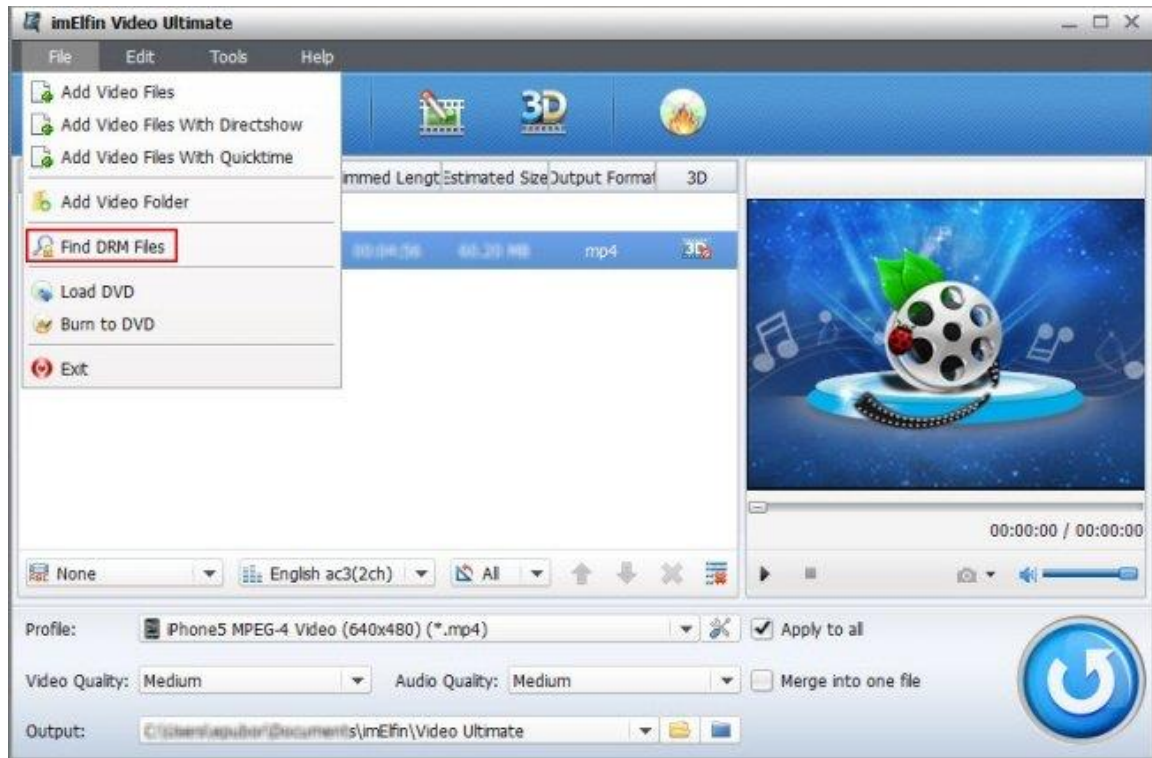 imElfin Video Ultimate
File Edit Tools Help
Add Video Files
Add Video Files With Directshow
Add Video Files With Quicktime
Add Video Folder
Find DRM Files
Load DVD
Burn to DVD
Exit
3D
immed Lengt Estimated Size Output Format 3D
mp4 3D
00:00:00 / 00:00:00
None English ac3(2ch) All
Profile: iPhone5 MPEG-4 Video (640x480) (*.mp4) Apply to all
Video Quality: Medium Audio Quality: Medium Merge into one file
Output: s\imElfin\Video Ultimate